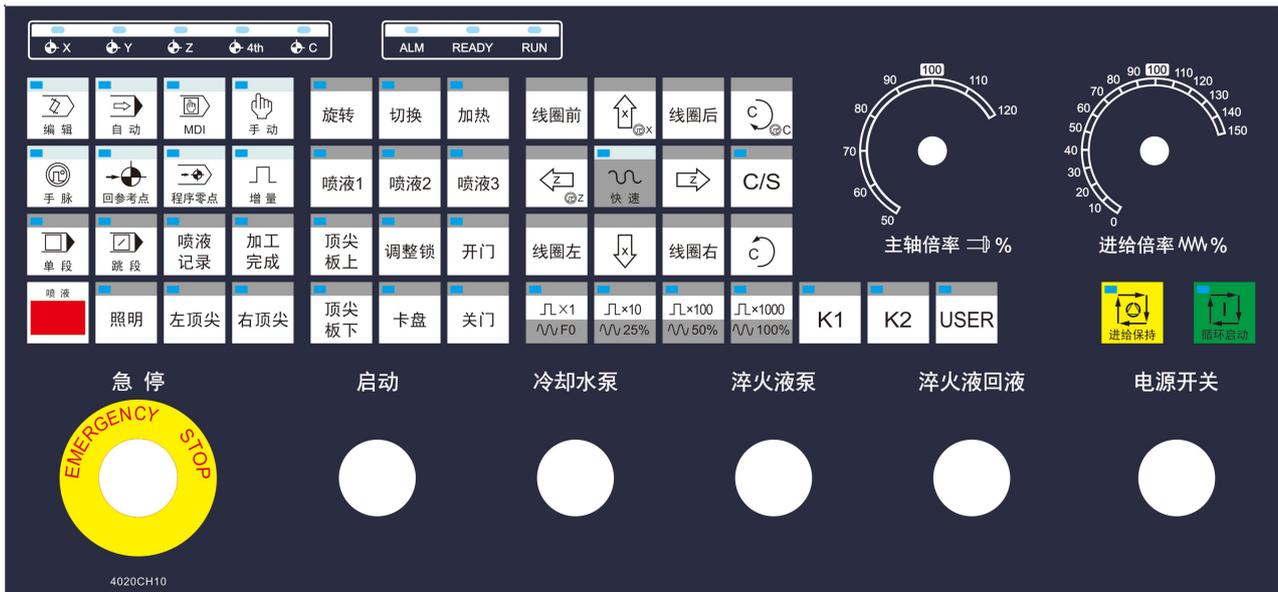 X Y Z 4th C
ALM READY RUN
编辑 自动 MDI 手动 旋转 切换 加热 线圈前 X X 线圈后 C C
手脉 回参考点 程序零点 增量 喷液1 喷液2 喷液3 Z Z 快速 Z C/S
单段 跳段 喷液 加工 顶尖 调整锁 开门 线圈左 X 线圈右 C
记录 完成 板上
喷液 照明 左顶尖 右顶尖 顶尖 卡盘 关门 ×1 ×10 ×100 ×1000 K1 K2 USER
板下 F0 25% 50% 100%
50 60 70 80 90 100 110 120
主轴倍率 %
0 10 20 30 40 50 60 70 80 90 100 110 120 130 140 150
进给倍率 %
进给保持 循环启动
急停 启动 冷却水泵 淬火液泵 淬火液回液 电源开关
EMERGENCY STOP
4020CH10